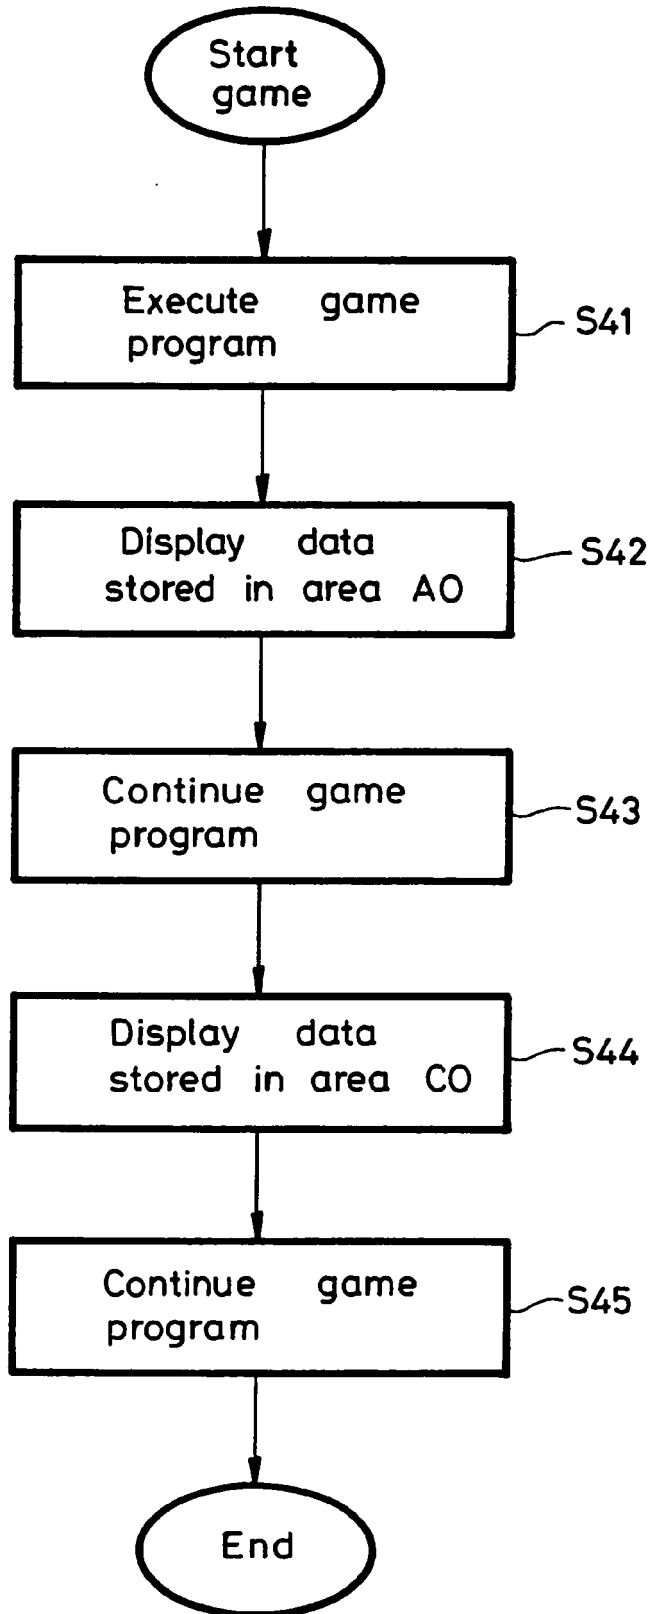 Start
game
Execute game
program
S41
Display data
stored in area A0
S42
Continue game
program
S43
Display data
stored in area C0
S44
Continue game
program
S45
End